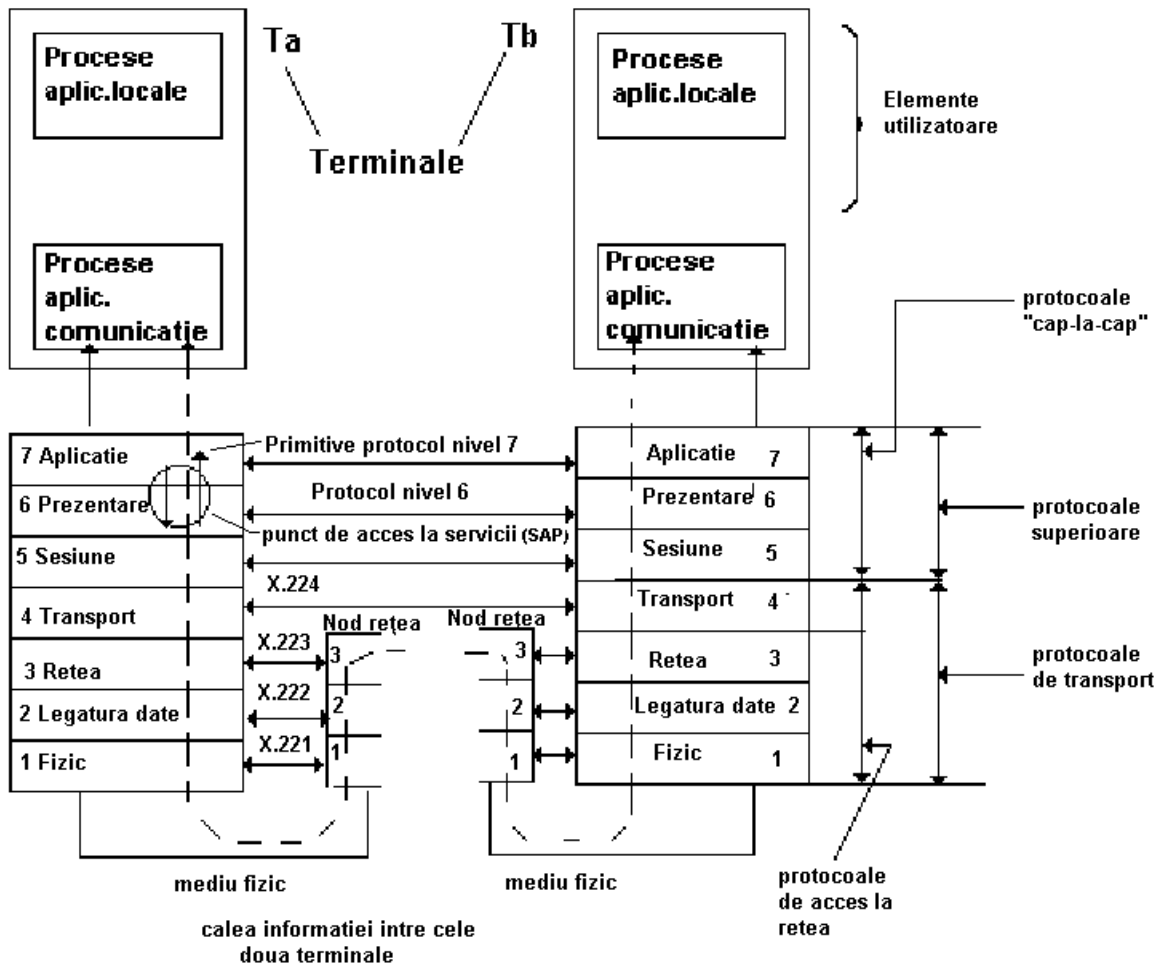 Procese
aplic.locale
Ta
Tb
Procese
aplic.locale
Elemente
utilizatoare
Terminale
Procese
aplic.
comunicatie
Procese
aplic.
comunicatie
protocoale
"cap-la-cap"
7 Aplicatie
Primitive protocol nivel 7
Aplicatie 7
6 Prezentare
Protocol nivel 6
Prezentare 6
punct de acces la servicii (SAP)
protocoale
superioare
5 Sesiune
Sesiune 5
X.224
4 Transport
Transport 4
Nod rețea
Nod rețea
X.223
3
3
3 Retea
Retea 3
protocoale
de transport
X.222
2 Legatura date
2
2
Legatura date 2
X.221
1 Fizic
1
1
Fizic 1
mediu fizic
mediu fizic
protocoale
de acces la
retea
calea informatiei intre cele
doua terminale